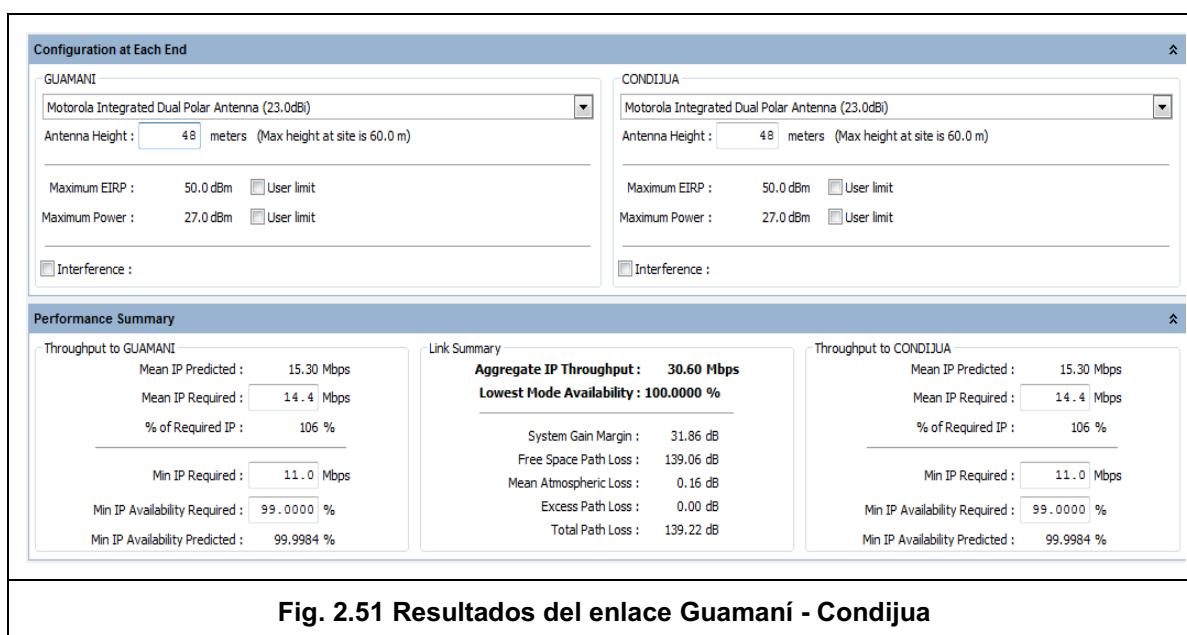 Configuration at Each End
GUAMANI
Motorola Integrated Dual Polar Antenna (23.0dBi)
Antenna Height : 48 meters (Max height at site is 60.0 m)
Maximum EIRP : 50.0 dBm User limit
Maximum Power : 27.0 dBm User limit
Interference :
CONDIJUA
Motorola Integrated Dual Polar Antenna (23.0dBi)
Antenna Height : 48 meters (Max height at site is 60.0 m)
Maximum EIRP : 50.0 dBm User limit
Maximum Power : 27.0 dBm User limit
Interference :
Performance Summary
Throughput to GUAMANI
Mean IP Predicted : 15.30 Mbps
Mean IP Required : 14.4 Mbps
% of Required IP : 106 %
Min IP Required : 11.0 Mbps
Min IP Availability Required : 99.0000 %
Min IP Availability Predicted : 99.9984 %
Link Summary
Aggregate IP Throughput : 30.60 Mbps
Lowest Mode Availability : 100.0000 %
System Gain Margin : 31.86 dB
Free Space Path Loss : 139.06 dB
Mean Atmospheric Loss : 0.16 dB
Excess Path Loss : 0.00 dB
Total Path Loss : 139.22 dB
Throughput to CONDIJUA
Mean IP Predicted : 15.30 Mbps
Mean IP Required : 14.4 Mbps
% of Required IP : 106 %
Min IP Required : 11.0 Mbps
Min IP Availability Required : 99.0000 %
Min IP Availability Predicted : 99.9984 %
Fig. 2.51 Resultados del enlace Guamaní - Condijua